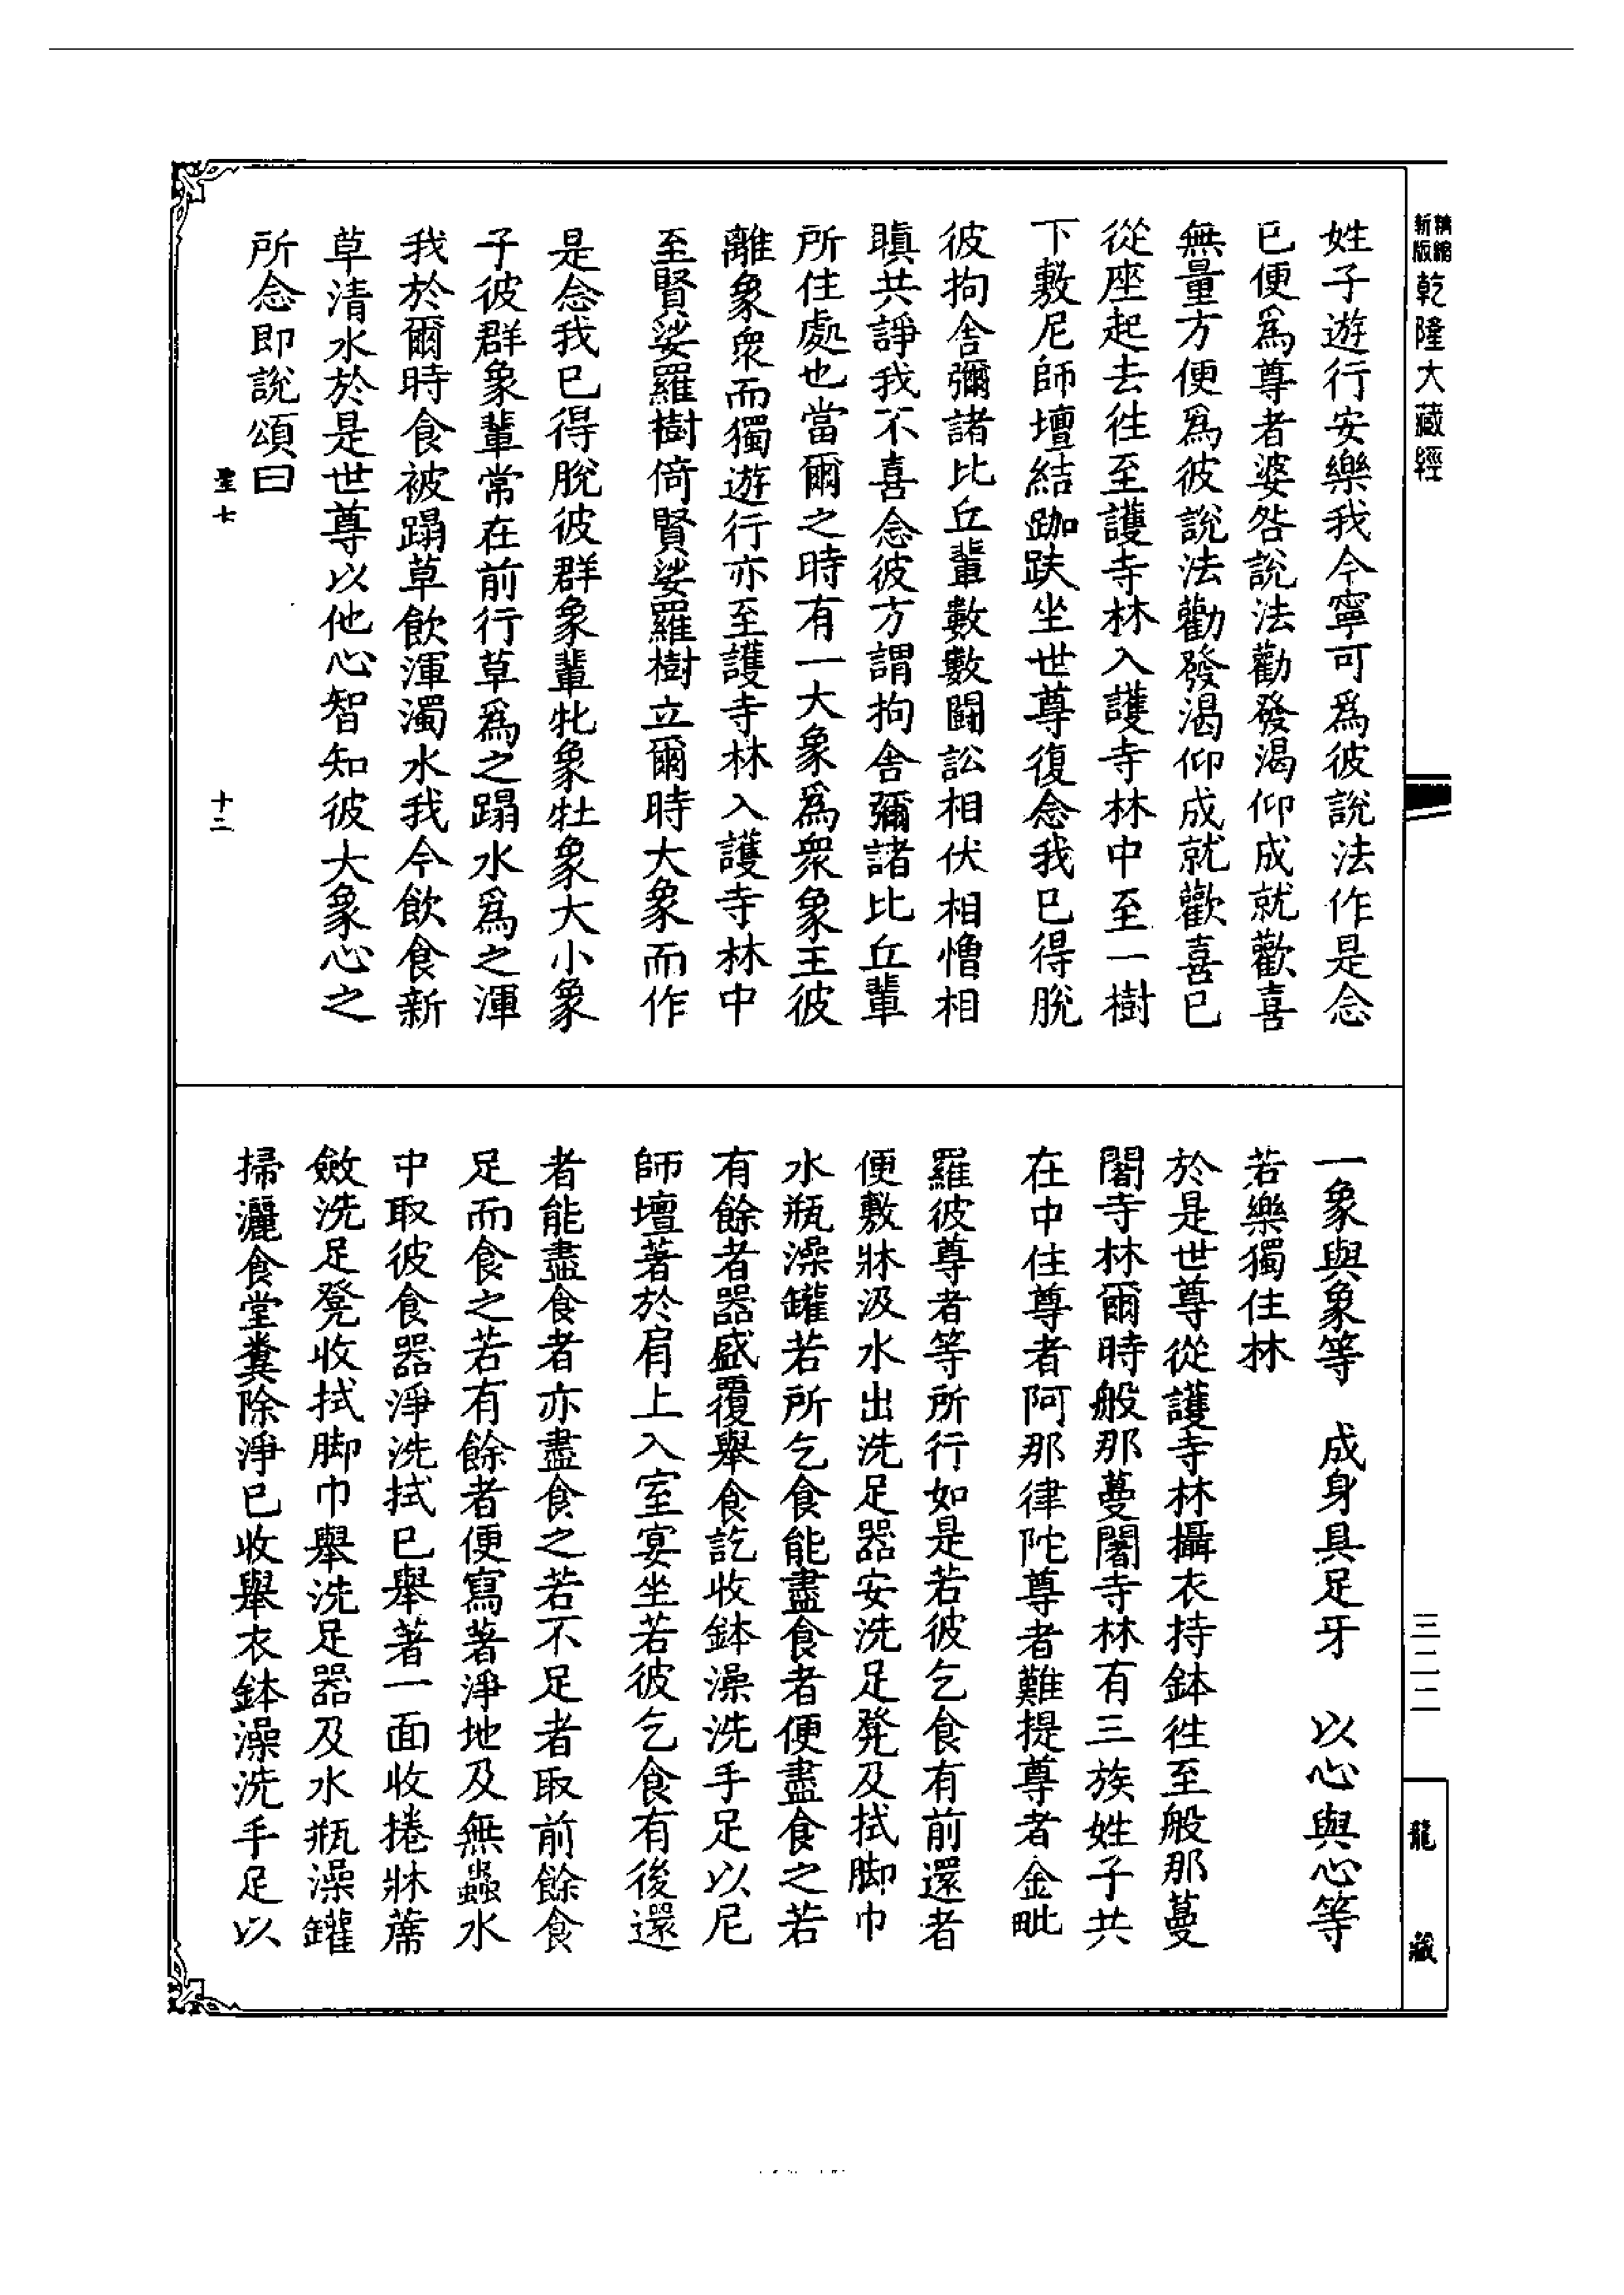 精縮新版乾隆大藏經
姓子遊行安樂我今寧可爲彼說法作是念
已便爲尊者婆咎說法勸發渴仰成就歡喜
無量方便爲彼說法勸發渴仰成就歡喜已
從座起去往至護寺林入護寺林中至一樹
下敷尼師壇結跏趺坐世尊復念我已得脫
彼拘舍彌諸比丘輩數數鬪訟相伏相憎相
瞋共諍我不喜念彼方謂拘舍彌諸比丘輩
所住處也當爾之時有一大象爲衆象主彼
離象衆而獨遊行亦至護寺林入護寺林中
至賢娑羅樹倚賢娑羅樹立爾時大象而作
是念我已得脫彼群象輩牝象牡象大小象
子彼群象輩常在前行草爲之蹋水爲之渾
我於爾時食被蹋草飲渾濁水我今飲食新
草清水於是世尊以他心智知彼大象心之
所念即說頌曰
聖七 十二
一象與象等 成身具足牙 以心與心等
若樂獨住林
於是世尊從護寺林攝衣持鉢往至般那蔓
闍寺林爾時般那蔓闍寺林有三族姓子共
在中住尊者阿那律陀尊者難提尊者金毗
羅彼尊者等所行如是若彼乞食有前還者
便敷牀汲水出洗足器安洗足凳及拭脚巾
水瓶澡罐若所乞食能盡食者便盡食之若
有餘者器盛覆舉食訖收鉢澡洗手足以尼
師壇著於肩上入室宴坐若彼乞食有後還
者能盡食者亦盡食之若不足者取前餘食
足而食之若有餘者便寫著淨地及無蟲水
中取彼食器淨洗拭已舉著一面收捲牀蓆
斂洗足凳收拭脚巾舉洗足器及水瓶澡罐
掃灑食堂糞除淨已收舉衣鉢澡洗手足以
三二二
龍藏